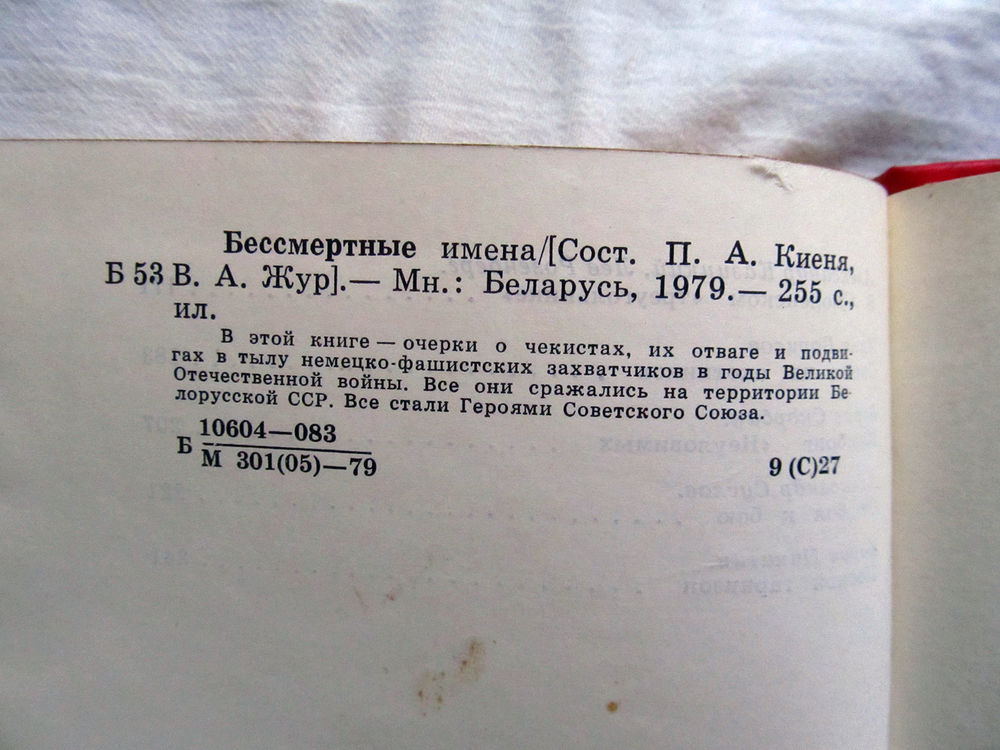 Бессмертные имена/[Сост. П. А. Киеня,
Б 53 В. А. Жур].— Мн.: Беларусь, 1979.— 255 с.,
ил.
В этой книге — очерки о чекистах, их отваге и подви-
гах в тылу немецко-фашистских захватчиков в годы Великой
Отечественной войны. Все они сражались на территории Бе-
лорусской ССР. Все стали Героями Советского Союза.
Б 10604—083
М 301(05)—79 9 (С)27